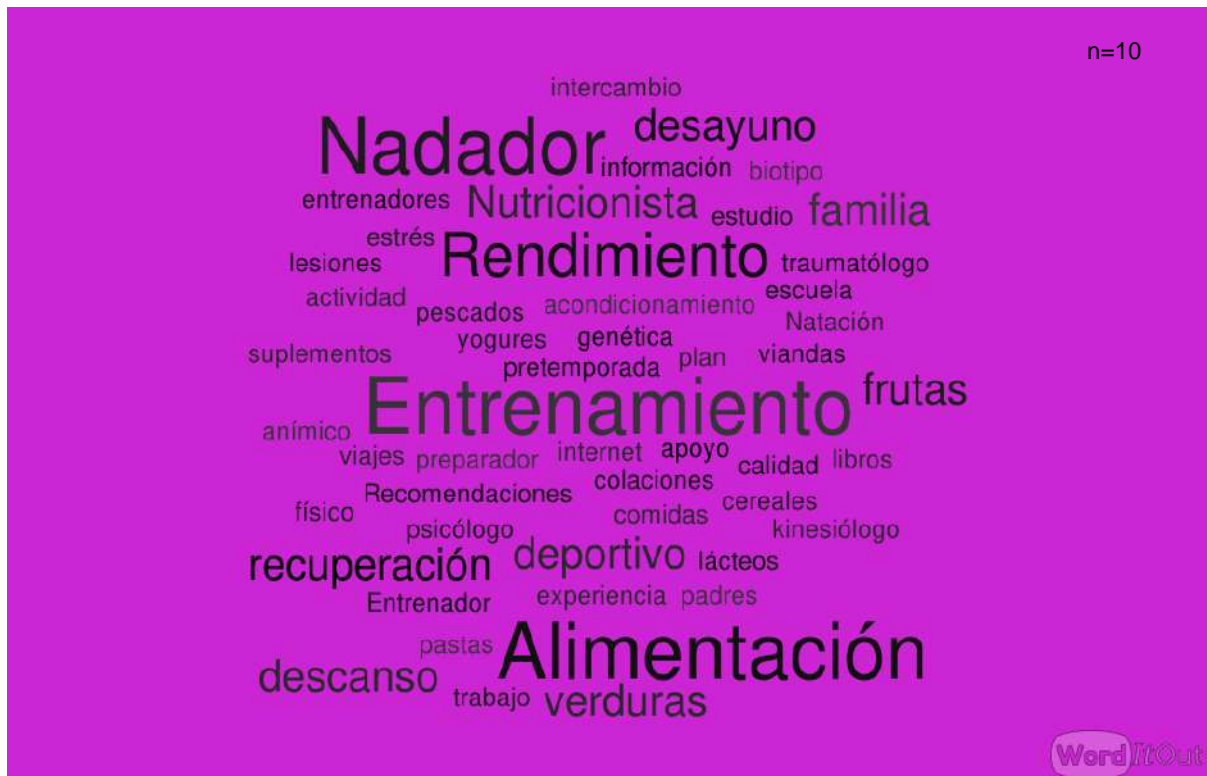 n=10
intercambio
Nadador desayuno
información biotipo
entrenadores Nutricionista estudio familia
estrés Rendimiento traumatólogo
lesiones
actividad pescados acondicionamiento escuela
yogures genética Natación
suplementos pretemporada plan viandas
Entrenamiento frutas
anímico
viajes preparador internet apoyo calidad libros
Recomendaciones colaciones cereales
físico psicólogo comidas kinesiólogo
recuperación deportivo lácteos
Entrenador experiencia padres
pastas Alimentación
descanso trabajo verduras
WordItOut